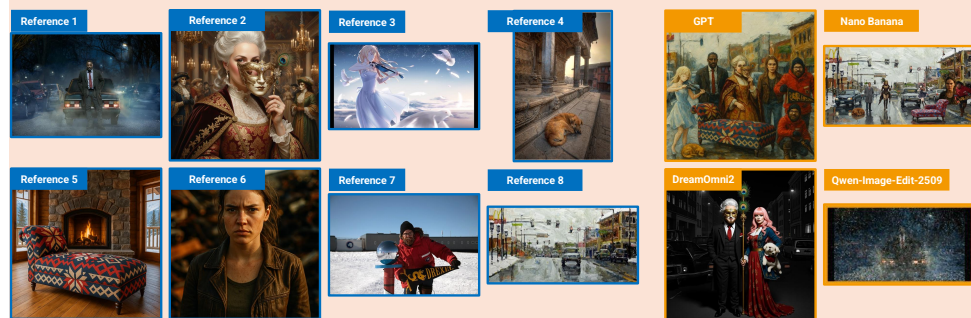 Reference 1
Reference 2
Reference 3
Reference 4
GPT
Nano Banana
Reference 5
Reference 6
Reference 7
Reference 8
DreamOmni2
Qwen-Image-Edit-2509